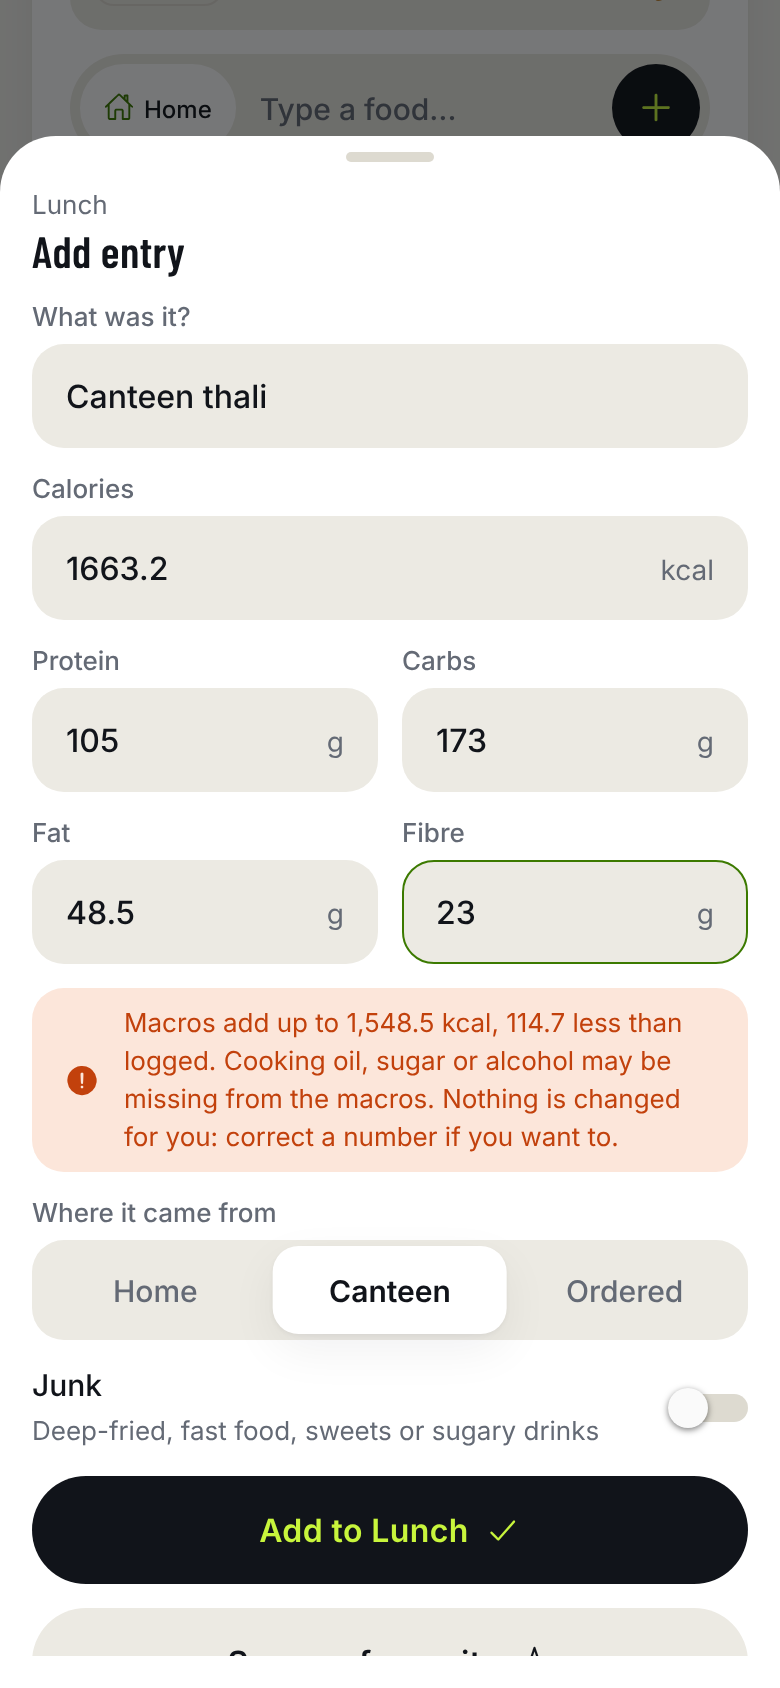 Home
Type a food...
Lunch
Add entry
What was it?
Canteen thali
Calories
1663.2 kcal
Protein Carbs
105 g 173 g
Fat Fibre
48.5 g 23 g
Macros add up to 1,548.5 kcal, 114.7 less than
logged. Cooking oil, sugar or alcohol may be
missing from the macros. Nothing is changed
for you: correct a number if you want to.
Where it came from
Home Canteen Ordered
Junk
Deep-fried, fast food, sweets or sugary drinks
Add to Lunch